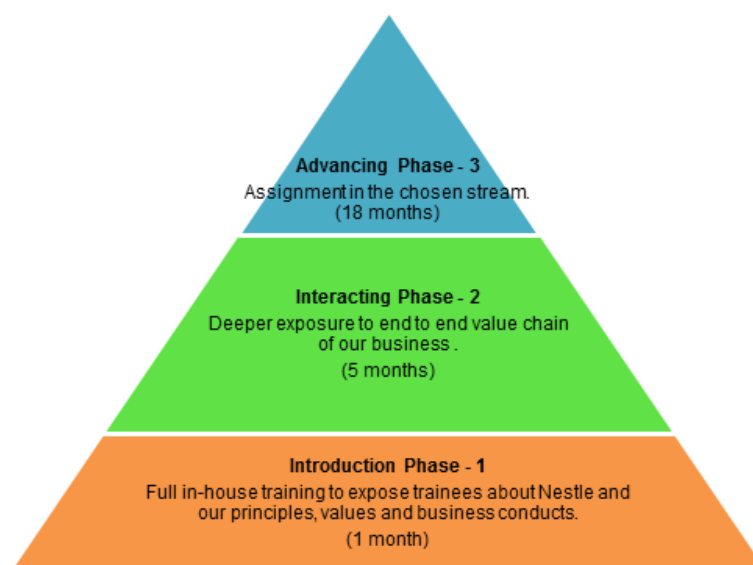 Advancing Phase - 3
Assignment in the chosen stream.
(18 months)
Interacting Phase - 2
Deeper exposure to end to end value chain
of our business .
(5 months)
Introduction Phase - 1
Full in-house training to expose trainees about Nestle and
our principles, values and business conducts.
(1 month)